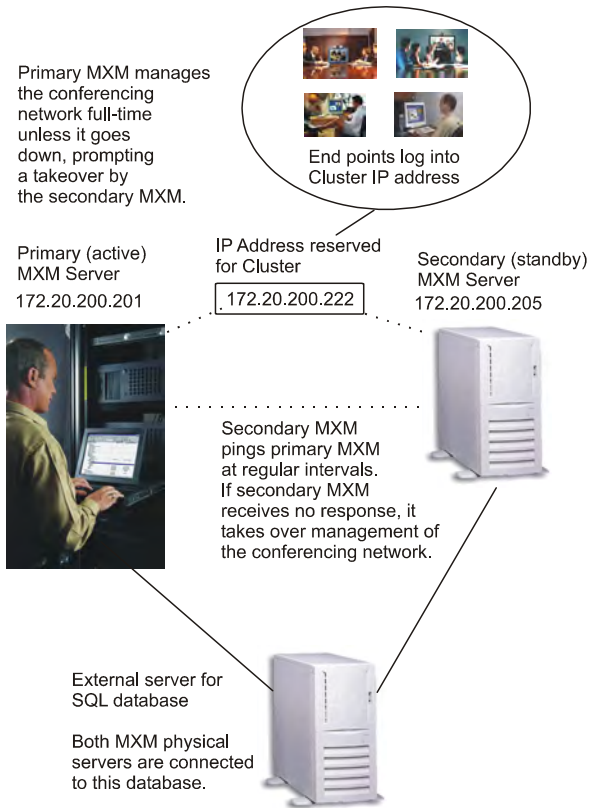 Primary MXM manages
the conferencing
network full-time
unless it goes
down, prompting
a takeover by
the secondary MXM.
End points log into
Cluster IP address
Primary (active)
MXM Server
172.20.200.201
IP Address reserved
for Cluster
172.20.200.222
Secondary (standby)
MXM Server
172.20.200.205
Secondary MXM
pings primary MXM
at regular intervals.
If secondary MXM
receives no response, it
takes over management of
the conferencing network.
External server for
SQL database
Both MXM physical
servers are connected
to this database.